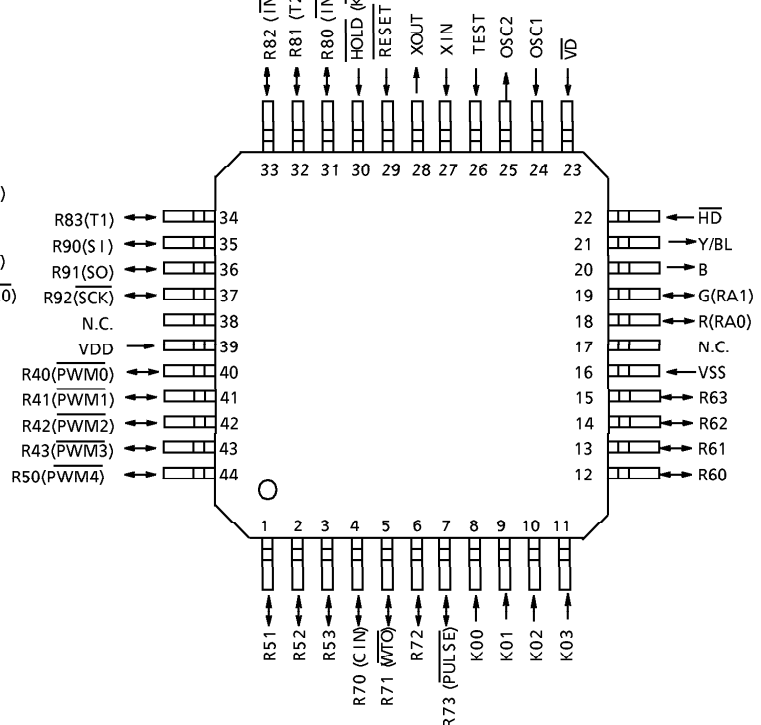 R82 (IN
R81 (T2
R80 (IN
HOLD (K
RESET
XOUT
XIN
TEST
OSC2
OSC1
VD
33 32 31 30 29 28 27 26 25 24 23
)
R83(T1) 34
22 HD
R90(SI) 35
21 Y/BL
)
R91(SO) 36
20 B
0) R92(SCK) 37
19 G(RA1)
N.C. 38
18 R(RA0)
VDD 39
17 N.C.
R40(PWM0) 40
16 VSS
R41(PWM1) 41
15 R63
R42(PWM2) 42
14 R62
R43(PWM3) 43
13 R61
R50(PWM4) 44
12 R60
1 2 3 4 5 6 7 8 9 10 11
R51
R52
R53
R70 (CIN)
R71 (WTO)
R72
R73 (PULSE)
K00
K01
K02
K03